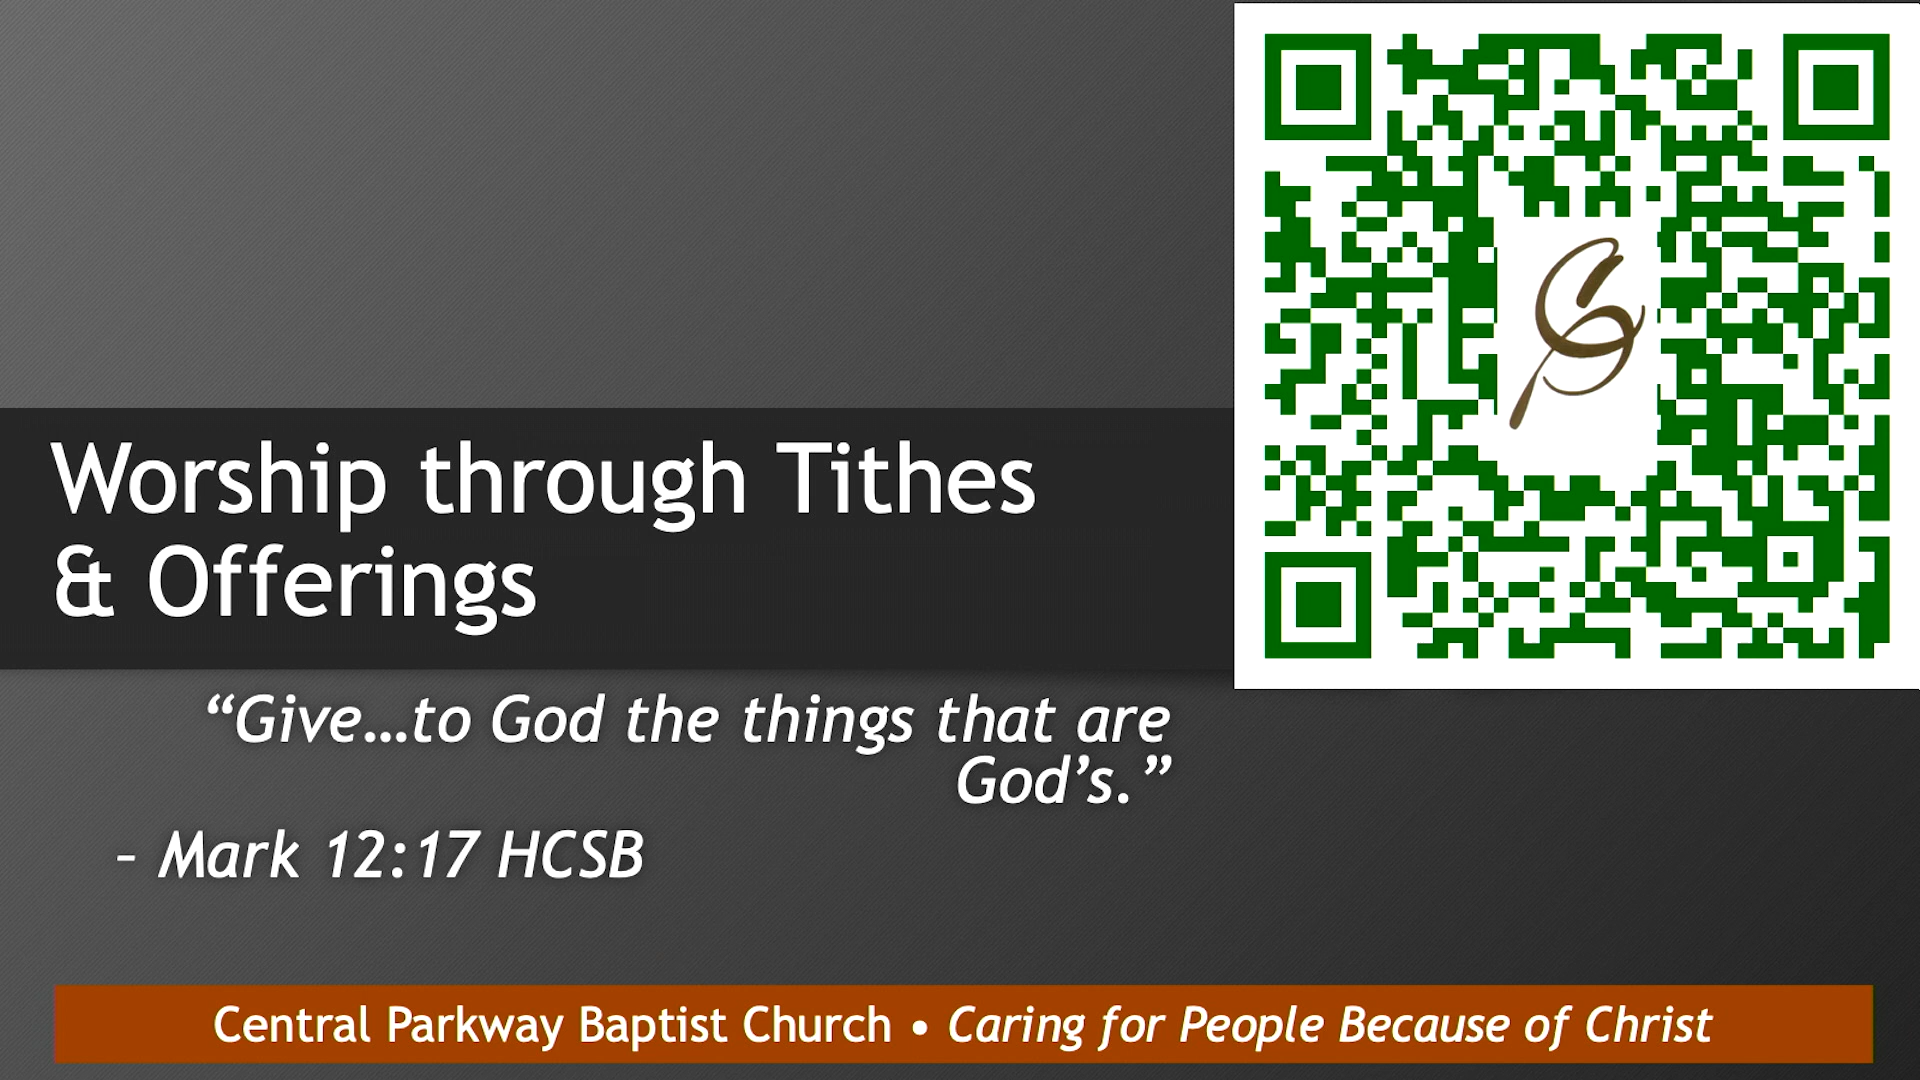 Worship through Tithes
& Offerings
“Give…to God the things that are
God’s.”
– Mark 12:17 HCSB
Central Parkway Baptist Church • Caring for People Because of Christ